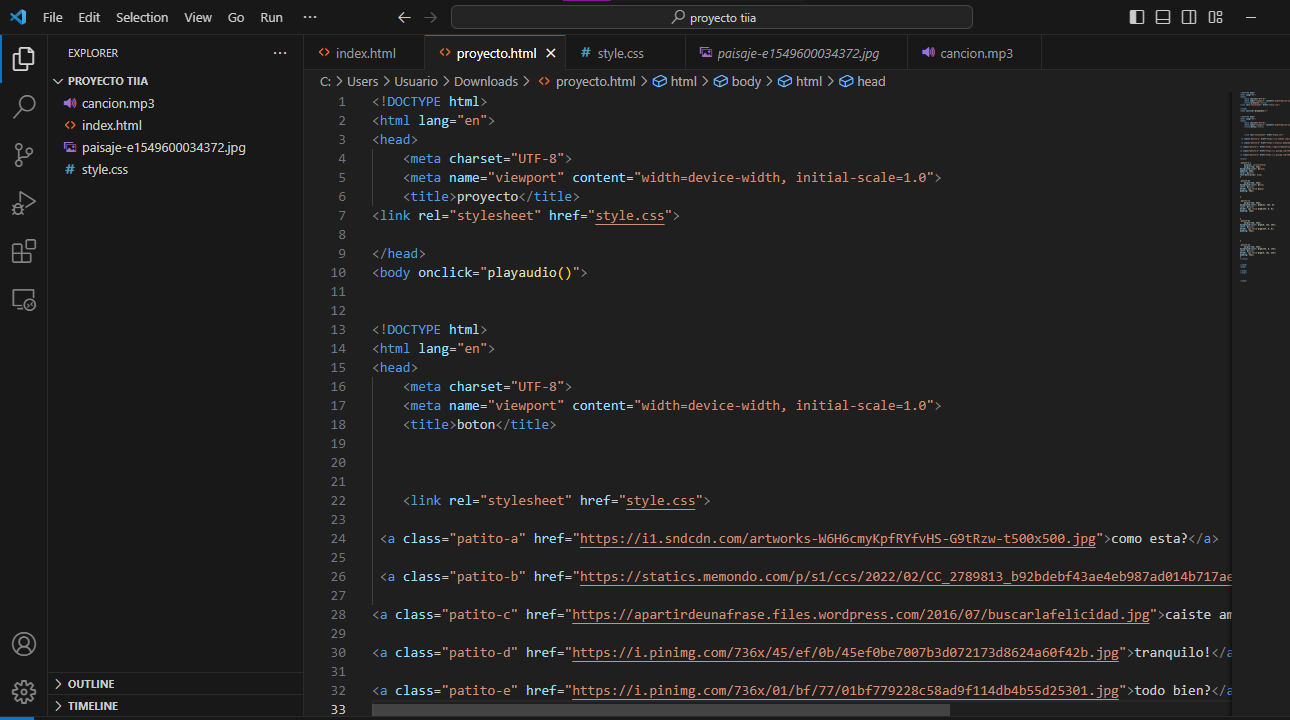 File Edit Selection View Go Run ··· proyecto tiia
EXPLORER ···
PROYECTO TIIA
cancion.mp3
index.html
paisaje-e1549600034372.jpg
style.css
OUTLINE
TIMELINE
index.html proyecto.html style.css paisaje-e1549600034372.jpg cancion.mp3
C: > Users > Usuario > Downloads > proyecto.html > html > body > html > head
1 <!DOCTYPE html>
2 <html lang="en">
3 <head>
4 <meta charset="UTF-8">
5 <meta name="viewport" content="width=device-width, initial-scale=1.0">
6 <title>proyecto</title>
7 <link rel="stylesheet" href="style.css">
8
9 </head>
10 <body onclick="playaudio()">
11
12
13 <!DOCTYPE html>
14 <html lang="en">
15 <head>
16 <meta charset="UTF-8">
17 <meta name="viewport" content="width=device-width, initial-scale=1.0">
18 <title>boton</title>
19
20
21
22 <link rel="stylesheet" href="style.css">
23
24 <a class="patito-a" href="https://i1.sndcdn.com/artworks-W6H6cmyKpfRYfvHS-G9tRzw-t500x500.jpg">como esta?</a>
25
26 <a class="patito-b" href="https://statics.memondo.com/p/s1/ccs/2022/02/CC_2789813_b92bdebf43ae4eb987ad014b717ae
27
28 <a class="patito-c" href="https://apartirdeunafrase.files.wordpress.com/2016/07/buscarlafelicidad.jpg">caiste am
29
30 <a class="patito-d" href="https://i.pinimg.com/736x/45/ef/0b/45ef0be7007b3d072173d8624a60f42b.jpg">tranquilo!</a
31
32 <a class="patito-e" href="https://i.pinimg.com/736x/01/bf/77/01bf779228c58ad9f114db4b55d25301.jpg">todo bien?</a
33